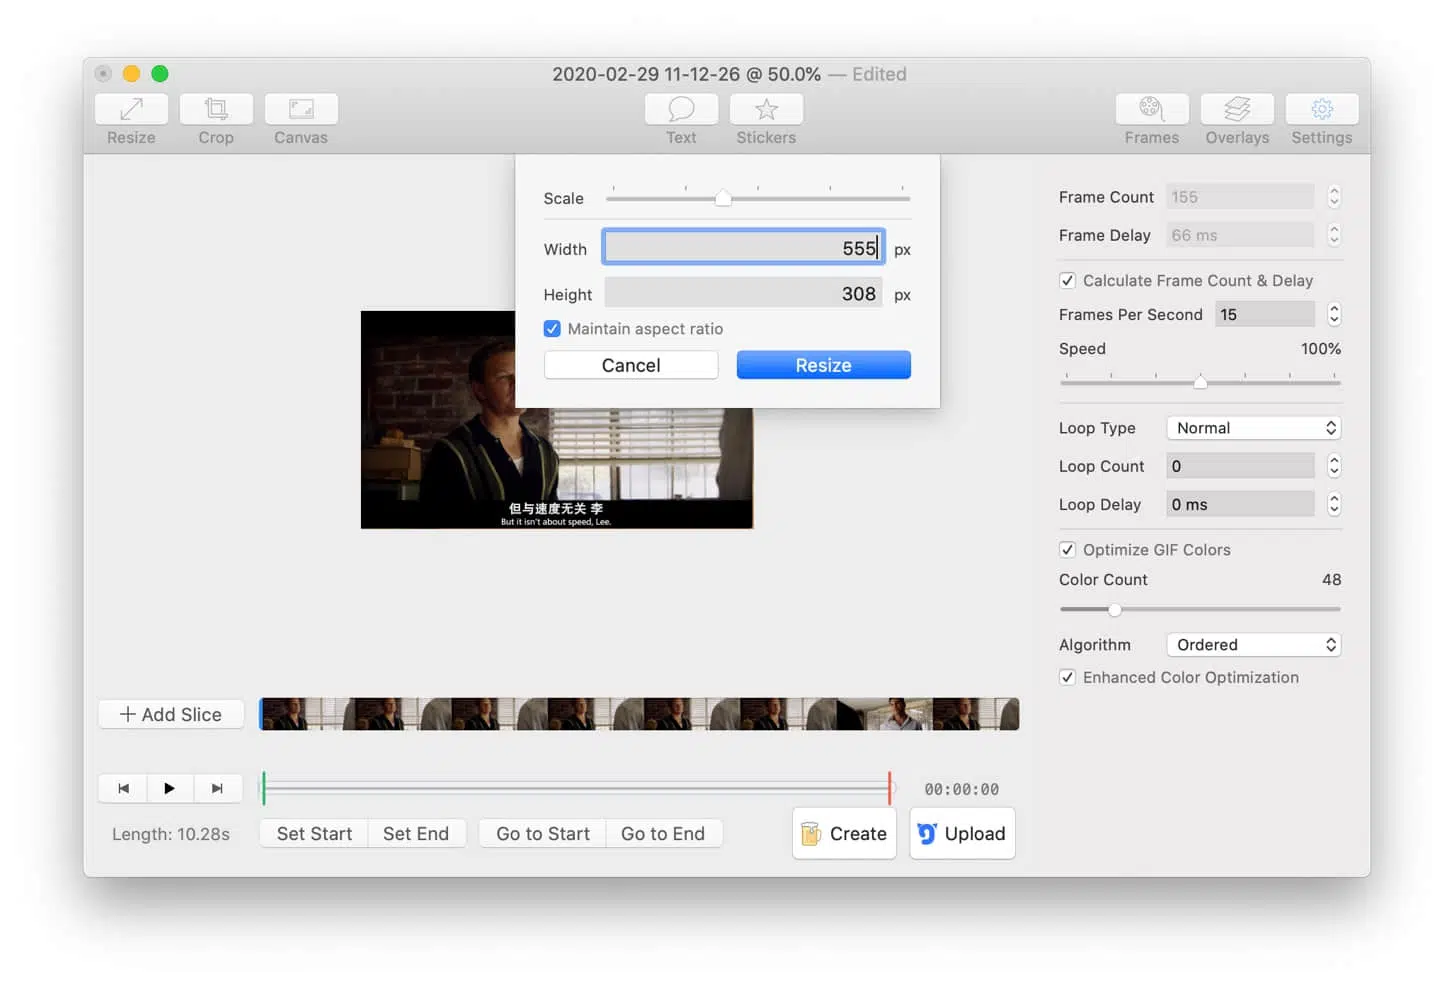 2020-02-29 11-12-26 @ 50.0% — Edited
Resize
Crop
Canvas
Text
Stickers
Frames
Overlays
Settings
Scale
Width 555 px
Height 308 px
Maintain aspect ratio
Cancel
Resize
但与速度无关 李
But it isn't about speed, Lee.
Frame Count 155
Frame Delay 66 ms
Calculate Frame Count & Delay
Frames Per Second 15
Speed 100%
Loop Type Normal
Loop Count 0
Loop Delay 0 ms
Optimize GIF Colors
Color Count 48
Algorithm Ordered
Enhanced Color Optimization
+ Add Slice
00:00:00
Length: 10.28s
Set Start
Set End
Go to Start
Go to End
Create
Upload